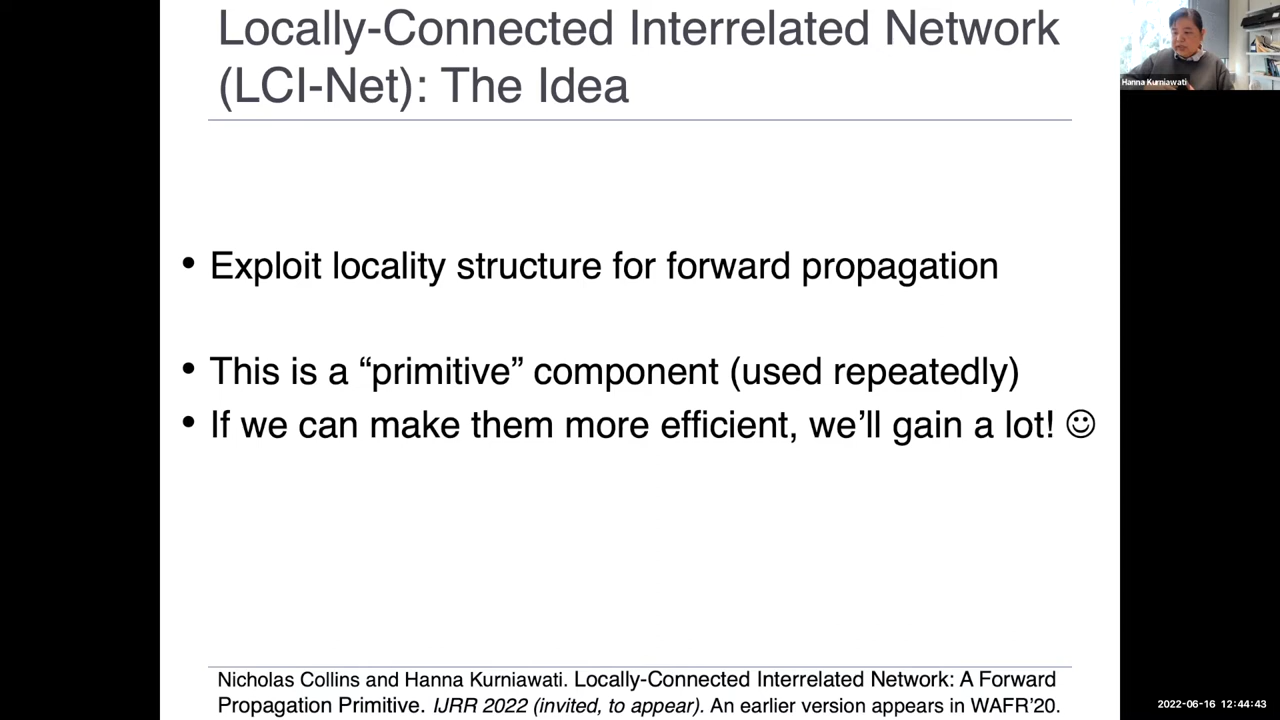 Locally-Connected Interrelated Network
(LCI-Net): The Idea
Hanna Kurniawati
• Exploit locality structure for forward propagation
• This is a “primitive” component (used repeatedly)
• If we can make them more efficient, we’ll gain a lot! ☺
Nicholas Collins and Hanna Kurniawati. Locally-Connected Interrelated Network: A Forward
Propagation Primitive. IJRR 2022 (invited, to appear). An earlier version appears in WAFR’20.
2022-06-16 12:44:43